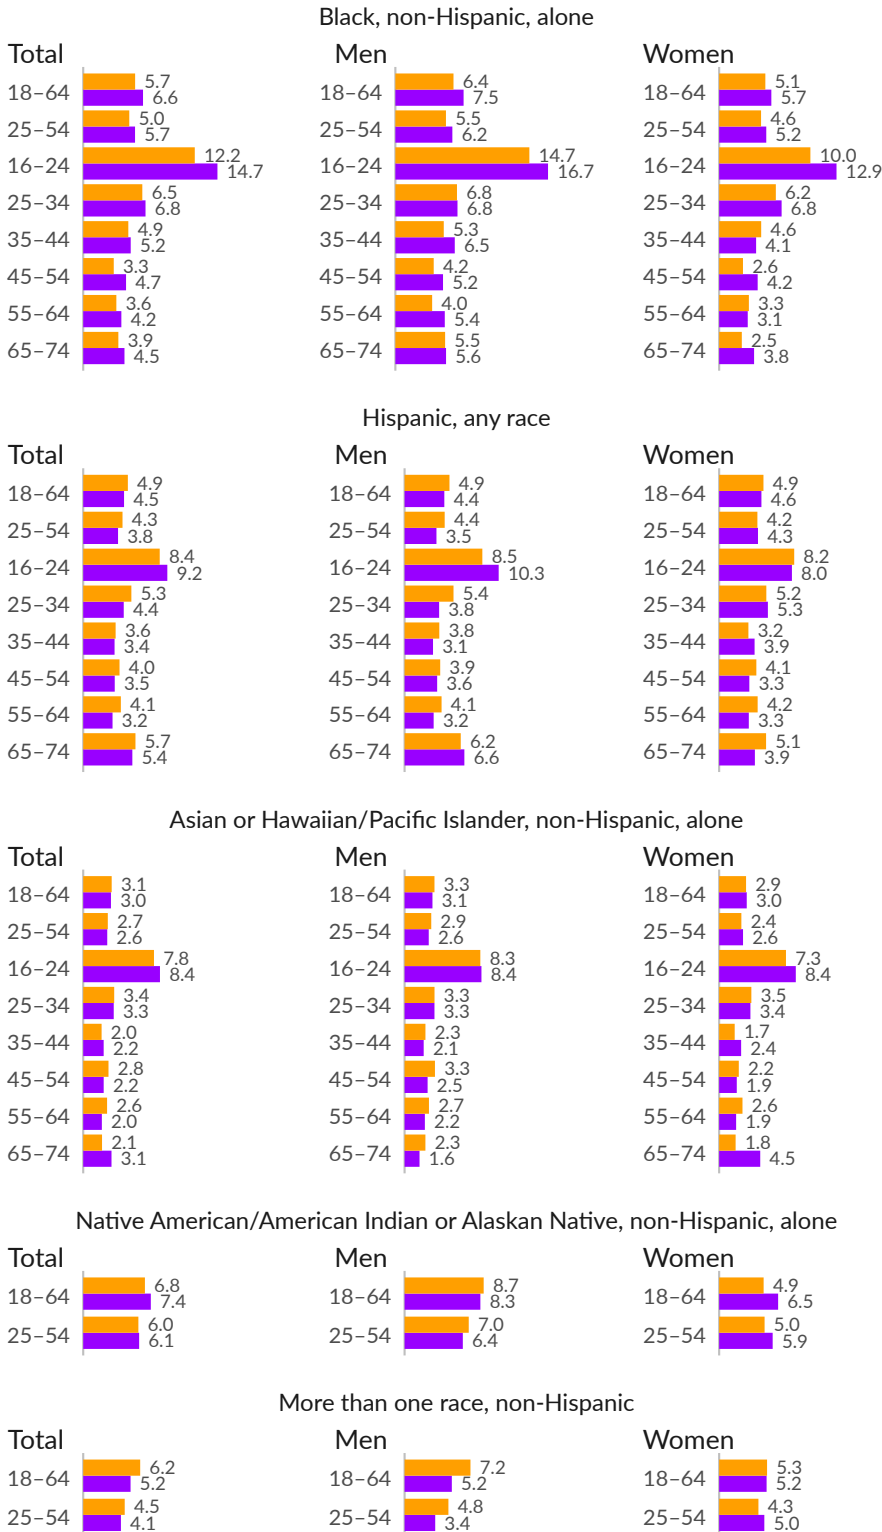 Black, non-Hispanic, alone
Total
18–64 5.7 6.6
25–54 5.0 5.7
16–24 12.2 14.7
25–34 6.5 6.8
35–44 4.9 5.2
45–54 3.3 4.7
55–64 3.6 4.2
65–74 3.9 4.5
Men
18–64 6.4 7.5
25–54 5.5 6.2
16–24 14.7 16.7
25–34 6.8 6.8
35–44 5.3 6.5
45–54 4.2 5.2
55–64 4.0 5.4
65–74 5.5 5.6
Women
18–64 5.1 5.7
25–54 4.6 5.2
16–24 10.0 12.9
25–34 6.2 6.8
35–44 4.6 4.1
45–54 2.6 4.2
55–64 3.3 3.1
65–74 2.5 3.8
Hispanic, any race
Total
18–64 4.9 4.5
25–54 4.3 3.8
16–24 8.4 9.2
25–34 5.3 4.4
35–44 3.6 3.4
45–54 4.0 3.5
55–64 4.1 3.2
65–74 5.7 5.4
Men
18–64 4.9 4.4
25–54 4.4 3.5
16–24 8.5 10.3
25–34 5.4 3.8
35–44 3.8 3.1
45–54 3.9 3.6
55–64 4.1 3.2
65–74 6.2 6.6
Women
18–64 4.9 4.6
25–54 4.2 4.3
16–24 8.2 8.0
25–34 5.2 5.3
35–44 3.2 3.9
45–54 4.1 3.3
55–64 4.2 3.3
65–74 5.1 3.9
Asian or Hawaiian/Pacific Islander, non-Hispanic, alone
Total
18–64 3.1 3.0
25–54 2.7 2.6
16–24 7.8 8.4
25–34 3.4 3.3
35–44 2.0 2.2
45–54 2.8 2.2
55–64 2.6 2.0
65–74 2.1 3.1
Men
18–64 3.3 3.1
25–54 2.9 2.6
16–24 8.3 8.4
25–34 3.3 3.3
35–44 2.3 2.1
45–54 3.3 2.5
55–64 2.7 2.2
65–74 2.3 1.6
Women
18–64 2.9 3.0
25–54 2.4 2.6
16–24 7.3 8.4
25–34 3.5 3.4
35–44 1.7 2.4
45–54 2.2 1.9
55–64 2.6 1.9
65–74 1.8 4.5
Native American/American Indian or Alaskan Native, non-Hispanic, alone
Total
18–64 6.8 7.4
25–54 6.0 6.1
Men
18–64 8.7 8.3
25–54 7.0 6.4
Women
18–64 4.9 6.5
25–54 5.0 5.9
More than one race, non-Hispanic
Total
18–64 6.2 5.2
25–54 4.5 4.1
Men
18–64 7.2 5.2
25–54 4.8 3.4
Women
18–64 5.3 5.2
25–54 4.3 5.0